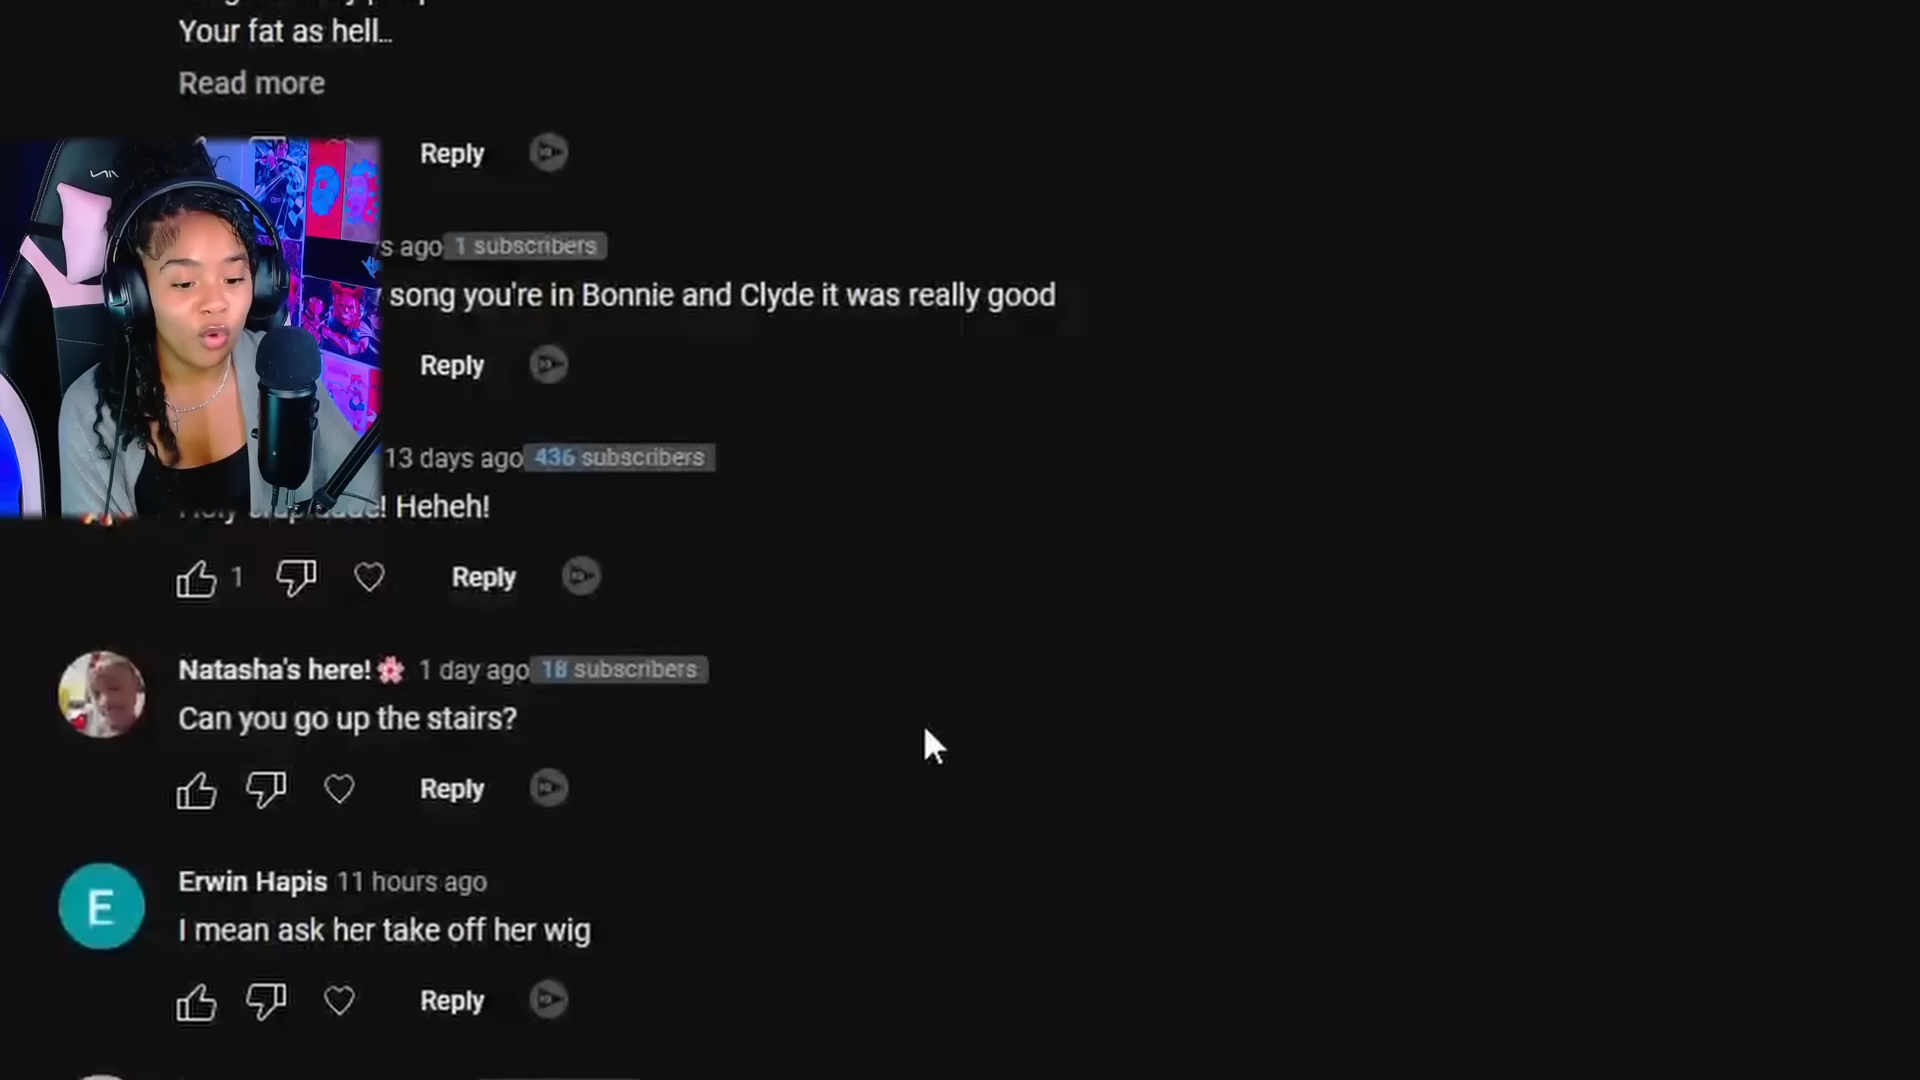 Your fat as hell...
Read more
Reply
s ago 1 subscribers
song you're in Bonnie and Clyde it was really good
Reply
13 days ago 436 subscribers
! Heheh!
1 Reply
Natasha's here!🌸 1 day ago 18 subscribers
Can you go up the stairs?
Reply
E
Erwin Hapis 11 hours ago
I mean ask her take off her wig
Reply